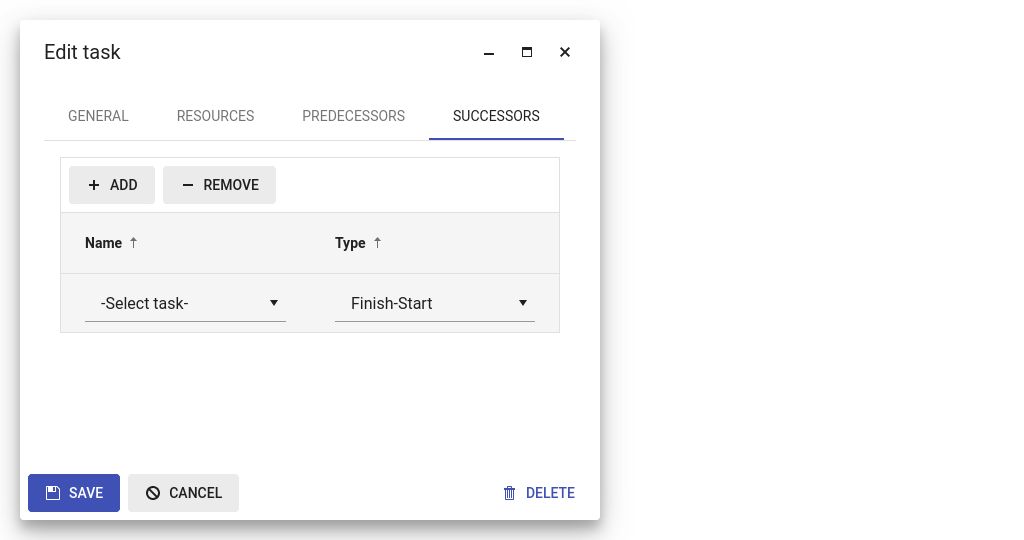 Edit task
GENERAL RESOURCES PREDECESSORS SUCCESSORS
ADD REMOVE
Name Type
-Select task- Finish-Start
SAVE CANCEL DELETE